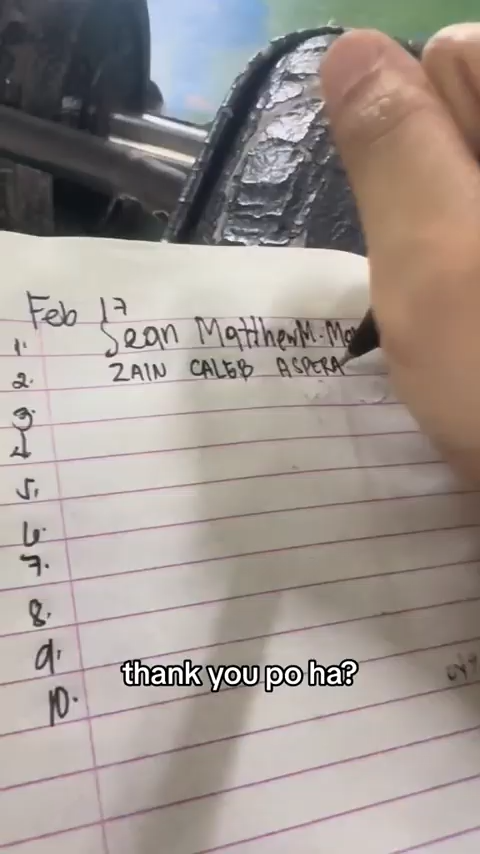 Feb 17
1. Sean Matthew M.
2. ZAIN CALEB ASPERA
3.
4.
5.
6.
7.
8.
9.
10.
thank you po ha?